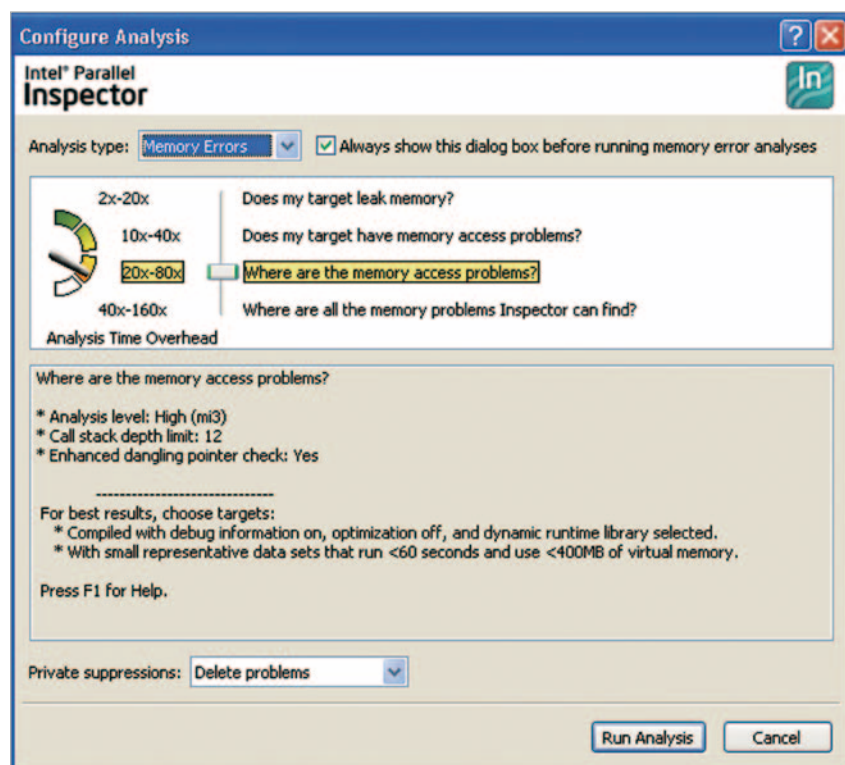 Configure Analysis
Intel® Parallel
Inspector
In
Analysis type: Memory Errors Always show this dialog box before running memory error analyses
2x-20x Does my target leak memory?
10x-40x Does my target have memory access problems?
20x-80x Where are the memory access problems?
40x-160x Where are all the memory problems Inspector can find?
Analysis Time Overhead
Where are the memory access problems?
* Analysis level: High (mi3)
* Call stack depth limit: 12
* Enhanced dangling pointer check: Yes
------------------------------
For best results, choose targets:
* Compiled with debug information on, optimization off, and dynamic runtime library selected.
* With small representative data sets that run <60 seconds and use <400MB of virtual memory.
Press F1 for Help.
Private suppressions: Delete problems
Run Analysis Cancel